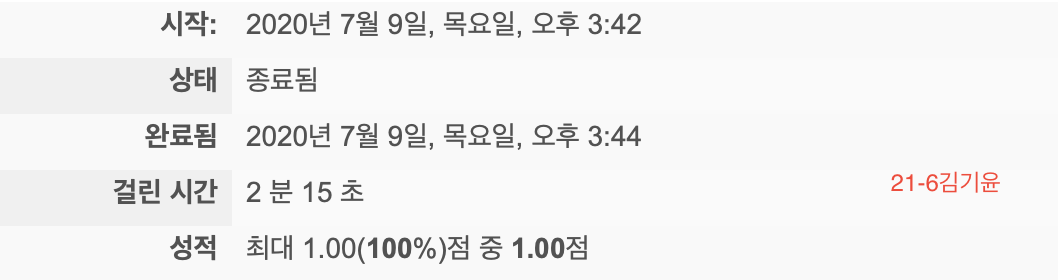 시작: 2020년 7월 9일, 목요일, 오후 3:42
상태 종료됨
완료됨 2020년 7월 9일, 목요일, 오후 3:44
걸린 시간 2 분 15 초
21-6김기윤
성적 최대 1.00(100%)점 중 1.00점